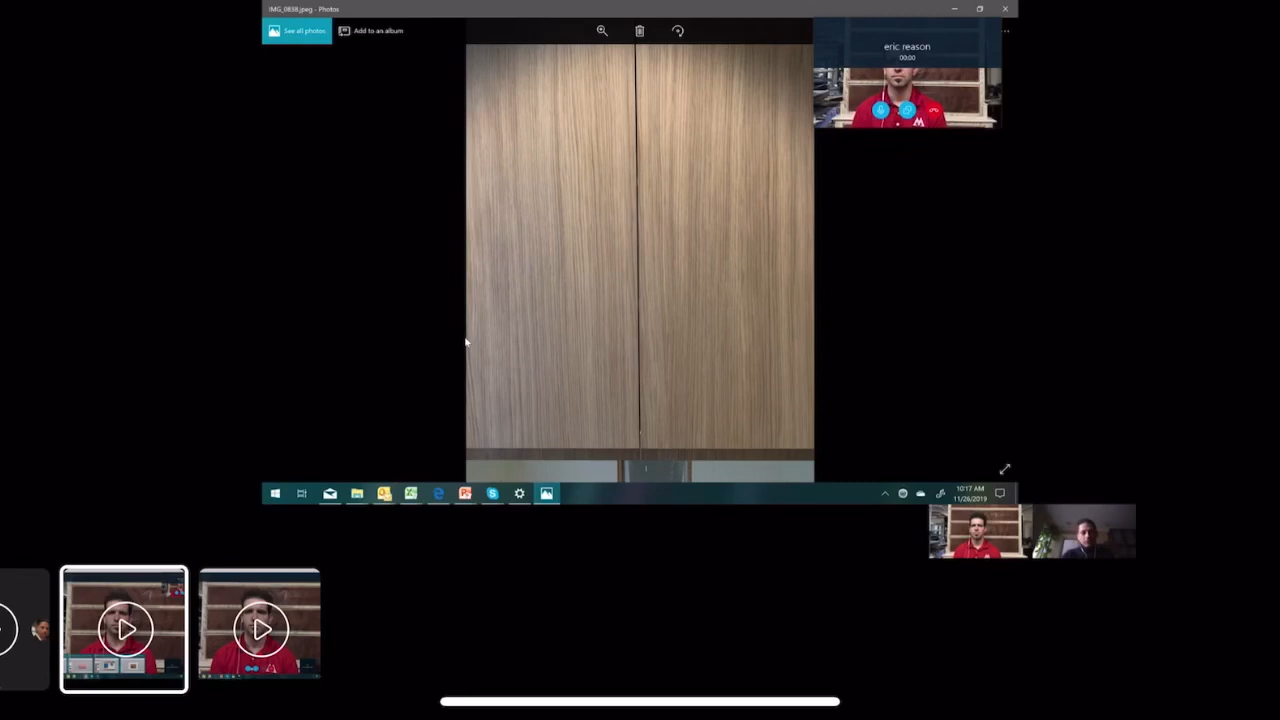 IMG_0838.jpeg - Photos
See all photos
Add to an album
eric reason
00:00
10:17 AM
11/26/2019